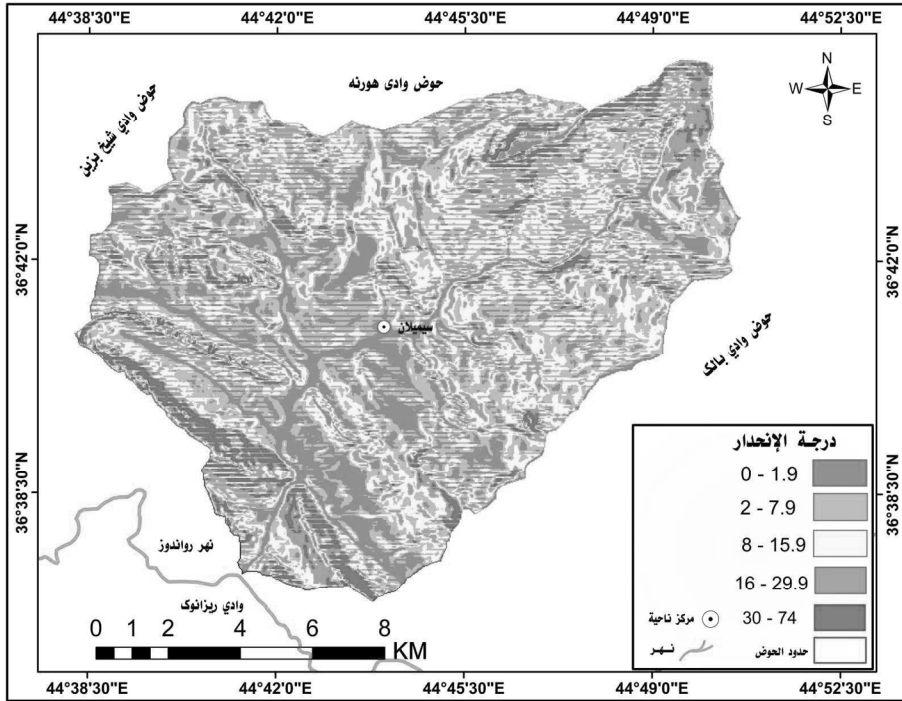 44°38'30"E 44°42'0"E 44°45'30"E 44°49'0"E 44°52'30"E
N
W E
S
حوض وادي هورنه
حوض وادي شيخ بزين
36°42'0"N 36°42'0"N
سيميلان
حوض وادي بالك
درجة الإنحدار
0 - 1.9
2 - 7.9
8 - 15.9
16 - 29.9
30 - 74
مركز ناحية
حدود الحوض
نهر
36°38'30"N 36°38'30"N
نهر رواندوز
وادي ريزانوك
0 1 2 4 6 8
KM
44°38'30"E 44°42'0"E 44°45'30"E 44°49'0"E 44°52'30"E